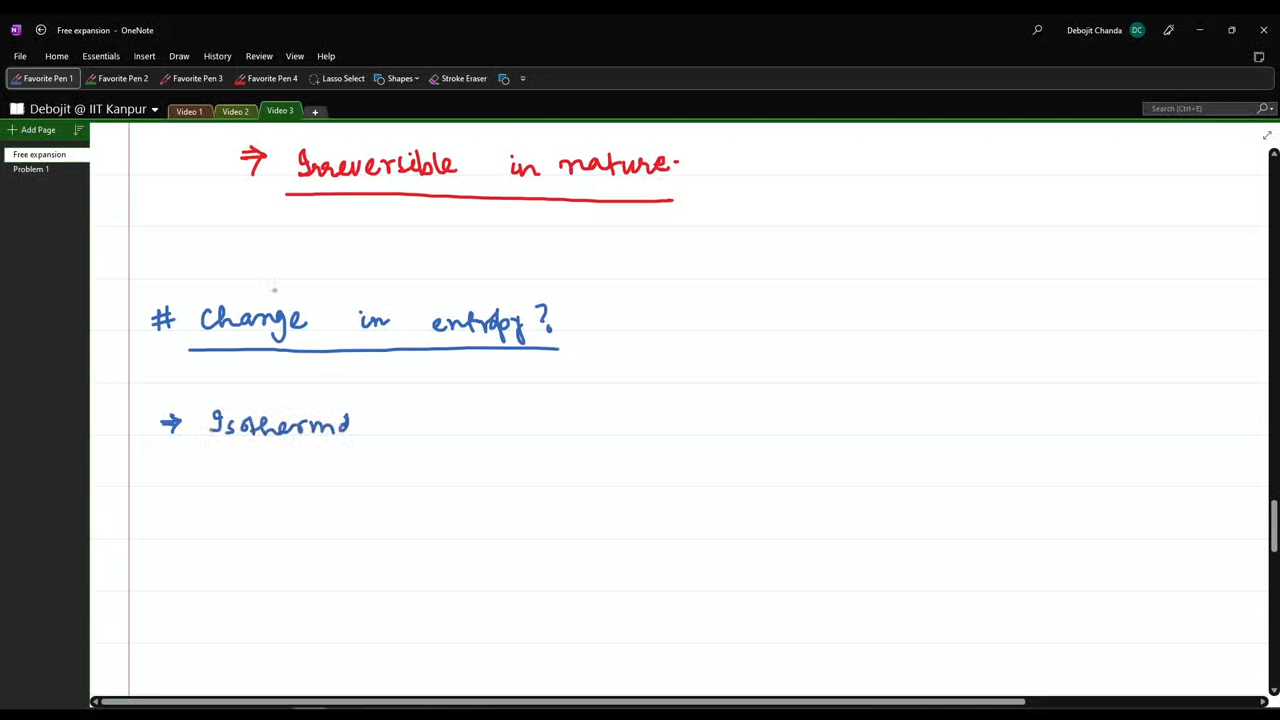 Free expansion - OneNote
Debojit Chanda DC
File Home Essentials Insert Draw History Review View Help
Favorite Pen 1 Favorite Pen 2 Favorite Pen 3 Favorite Pen 4 Lasso Select Shapes Stroke Eraser
Debojit @ IIT Kanpur Video 1 Video 2 Video 3 +
Search (Ctrl+E)
+ Add Page
Free expansion
Problem 1
⇒ Irreversible in nature.
# Change in entropy?
→ Isotherma